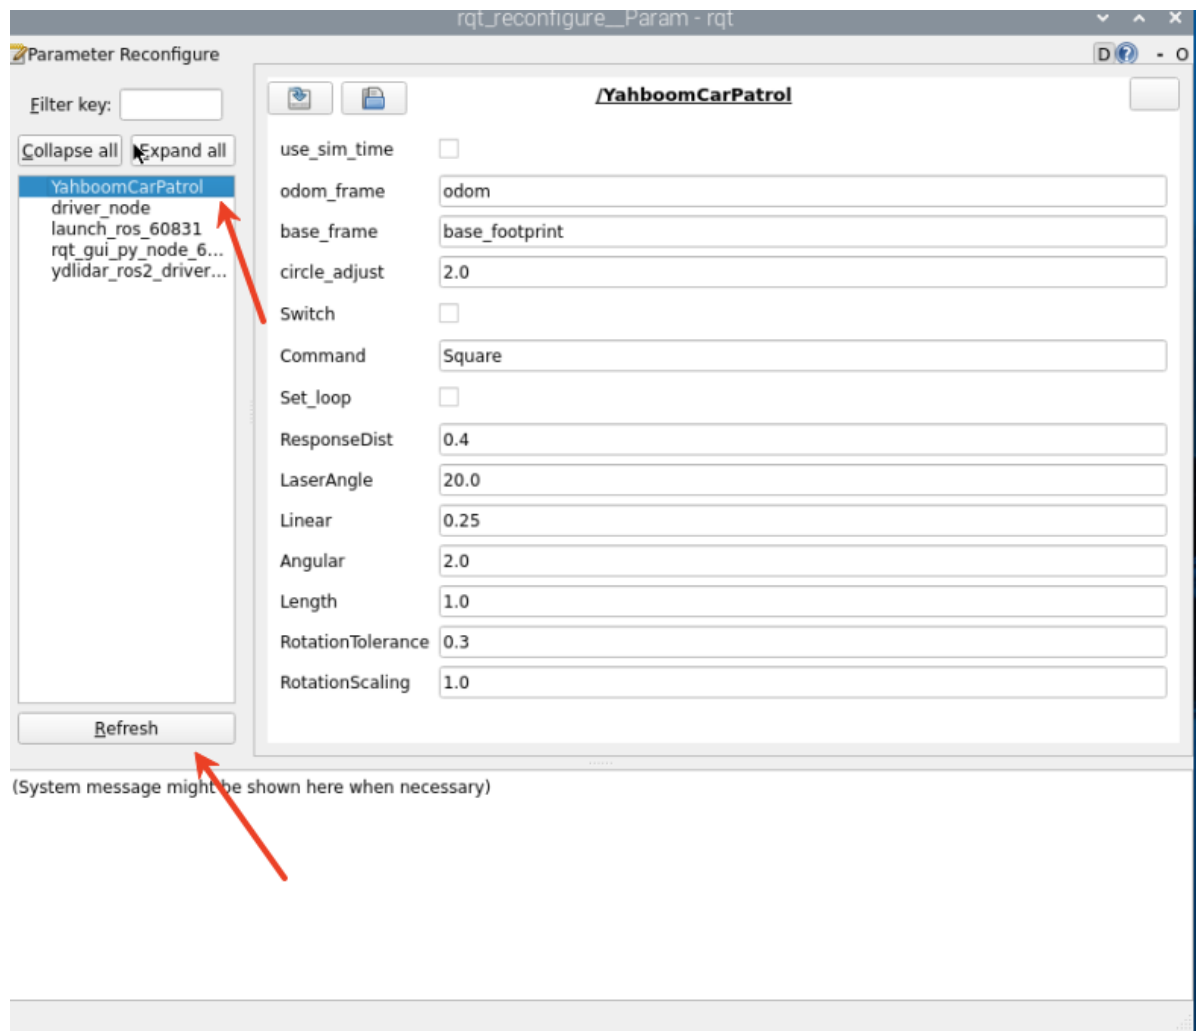 rqt_reconfigure__Param - rqt
Parameter Reconfigure
D ? - O
Filter key:
Collapse all Expand all
YahboomCarPatrol
driver_node
launch_ros_60831
rqt_gui_py_node_6...
ydlidar_ros2_driver...
Refresh
/YahboomCarPatrol
use_sim_time
odom_frame odom
base_frame base_footprint
circle_adjust 2.0
Switch
Command Square
Set_loop
ResponseDist 0.4
LaserAngle 20.0
Linear 0.25
Angular 2.0
Length 1.0
RotationTolerance 0.3
RotationScaling 1.0
(System message might be shown here when necessary)